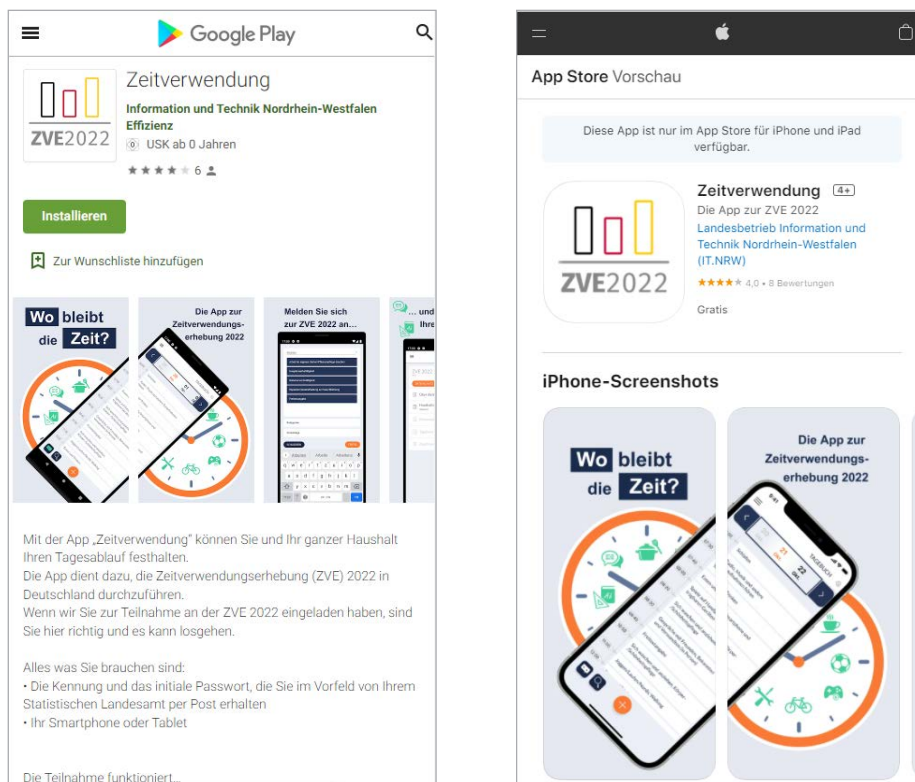 Google Play
Zeitverwendung
Information und Technik Nordrhein-Westfalen
Effizienz
USK ab 0 Jahren
6
ZVE2022
Installieren
Zur Wunschliste hinzufügen
Wo bleibt
die Zeit?
Die App zur
Zeitverwendungs-
erhebung 2022
Melden Sie sich
zur ZVE 2022 an...
... und
Ihre
Mit der App „Zeitverwendung" können Sie und Ihr ganzer Haushalt
Ihren Tagesablauf festhalten.
Die App dient dazu, die Zeitverwendungserhebung (ZVE) 2022 in
Deutschland durchzuführen.
Wenn wir Sie zur Teilnahme an der ZVE 2022 eingeladen haben, sind
Sie hier richtig und es kann losgehen.
Alles was Sie brauchen sind:
• Die Kennung und das initiale Passwort, die Sie im Vorfeld von Ihrem
Statistischen Landesamt per Post erhalten
• Ihr Smartphone oder Tablet
Die Teilnahme funktioniert...
App Store Vorschau
Diese App ist nur im App Store für iPhone und iPad
verfügbar.
ZVE2022
Zeitverwendung 4+
Die App zur ZVE 2022
Landesbetrieb Information und
Technik Nordrhein-Westfalen
(IT.NRW)
4,0 • 8 Bewertungen
Gratis
iPhone-Screenshots
Wo bleibt
die Zeit?
Die App zur
Zeitverwendungs-
erhebung 2022
TAGEBUCH
21
22